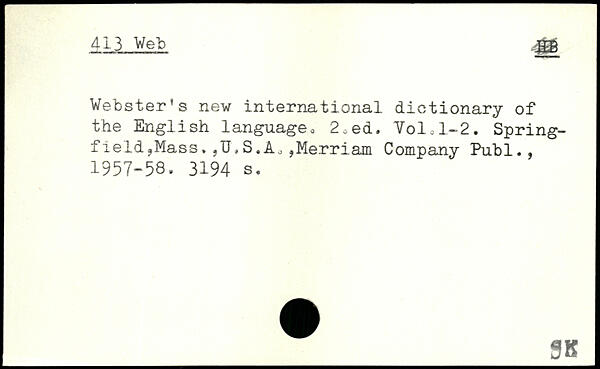 413 Web
HB
Webster's new international dictionary of
the English language. 2.ed. Vol.1-2. Spring-
field,Mass.,U.S.A.,Merriam Company Publ.,
1957-58. 3194 s.
SK